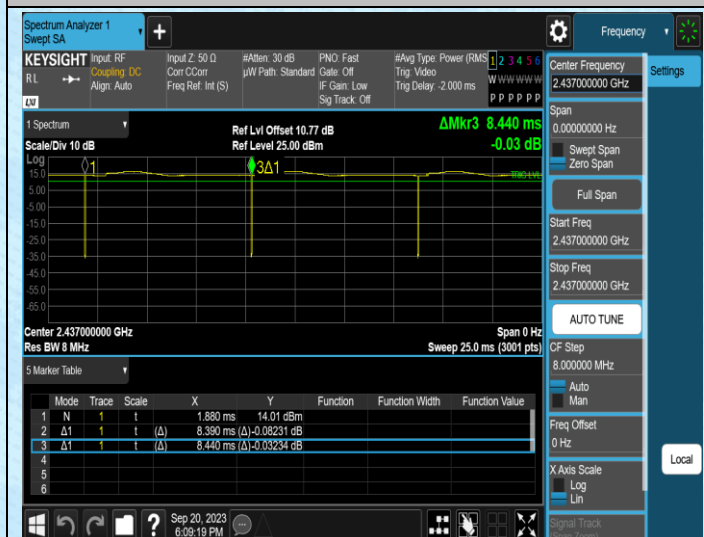 Spectrum Analyzer 1
Swept SA
Frequency
KEYSIGHT
RL
LXI
Input: RF
Coupling: DC
Align: Auto
Input Z: 50 Ω
Corr CCorr
Freq Ref: Int (S)
#Atten: 30 dB
µW Path: Standard
PNO: Fast
Gate: Off
IF Gain: Low
Sig Track: Off
#Avg Type: Power (RMS
Trig: Video
Trig Delay: -2.000 ms
1 2 3 4 5 6
W W W W W W
P P P P P P
Center Frequency
2.437000000 GHz
Settings
Span
0.00000000 Hz
Swept Span
Zero Span
Full Span
Start Freq
2.437000000 GHz
Stop Freq
2.437000000 GHz
AUTO TUNE
CF Step
8.000000 MHz
Auto
Man
Freq Offset
0 Hz
X Axis Scale
Log
Lin
Signal Track
Local
1 Spectrum
Scale/Div 10 dB
Ref Lvl Offset 10.77 dB
Ref Level 25.00 dBm
ΔMkr3 8.440 ms
-0.03 dB
Log
15.0
5.00
-5.00
-15.0
-25.0
-35.0
-45.0
-55.0
-65.0
1
3Δ1
TRIG LVL
Center 2.437000000 GHz
Res BW 8 MHz
Span 0 Hz
Sweep 25.0 ms (3001 pts)
5 Marker Table
Mode Trace Scale X Y Function Function Width Function Value
1 N 1 t 1.880 ms 14.01 dBm
2 Δ1 1 t (Δ) 8.390 ms (Δ) -0.08231 dB
3 Δ1 1 t (Δ) 8.440 ms (Δ) -0.03234 dB
4
5
6
?
Sep 20, 2023
6:09:19 PM